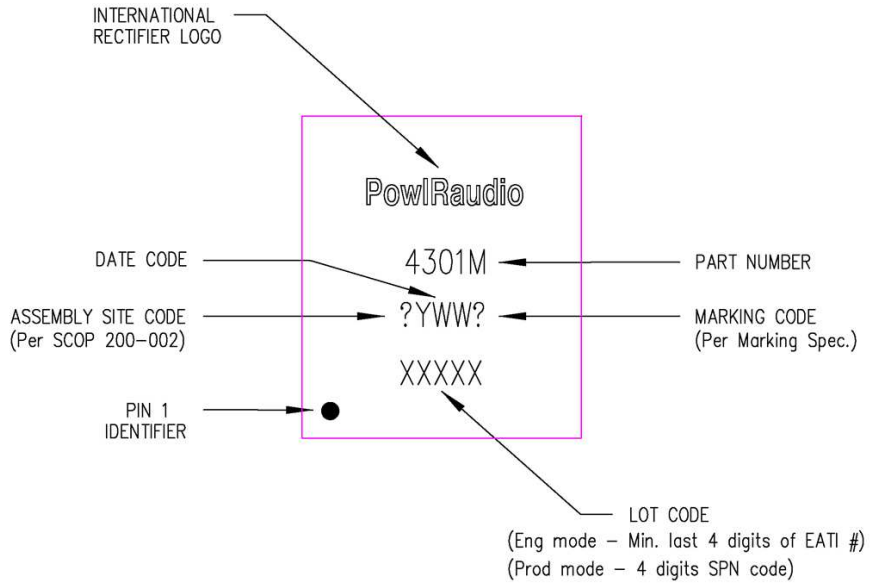 INTERNATIONAL
RECTIFIER LOGO
PowIRaudio
DATE CODE
4301M
PART NUMBER
ASSEMBLY SITE CODE
(Per SCOP 200-002)
?YWW?
MARKING CODE
(Per Marking Spec.)
XXXXX
PIN 1
IDENTIFIER
LOT CODE
(Eng mode - Min. last 4 digits of EATI #)
(Prod mode - 4 digits SPN code)